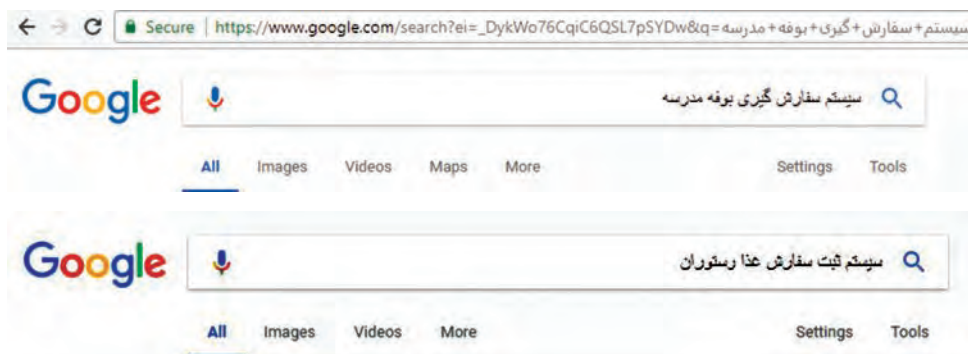 Secure | https://www.google.com/search?ei=_DykWo76CqiC6QSL7pSYDw&q=سیستم+سفارش+گیری+بوفه+مدرسه
Google
سیستم سفارش گیری بوفه مدرسه
All Images Videos Maps More Settings Tools
Google
سیستم ثبت سفارش غذا رستوران
All Images Videos More Settings Tools